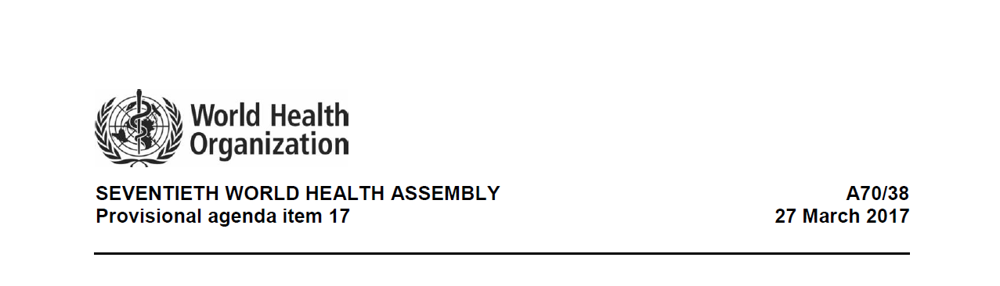 World Health
Organization
SEVENTIETH WORLD HEALTH ASSEMBLY A70/38
Provisional agenda item 17 27 March 2017